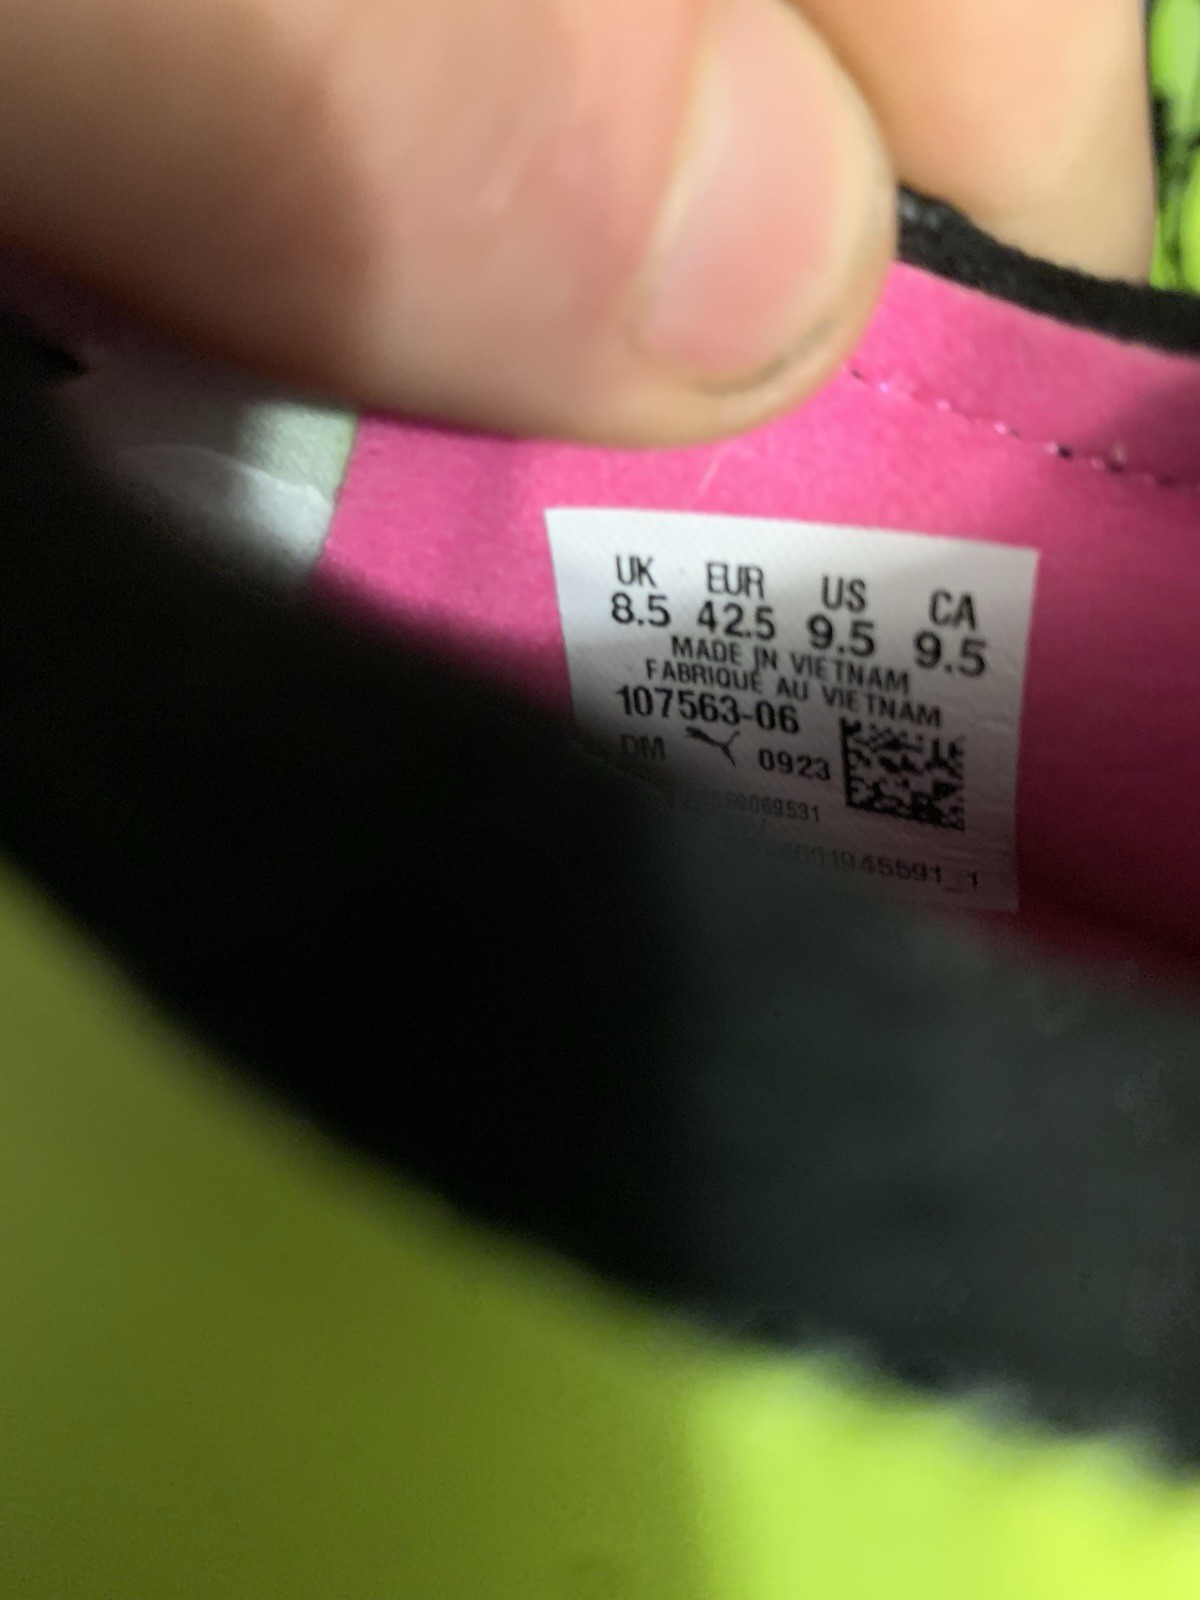 UK EUR US CA
8.5 42.5 9.5 9.5
MADE IN VIETNAM
FABRIQUÉ AU VIETNAM
107563-06
DM 0923